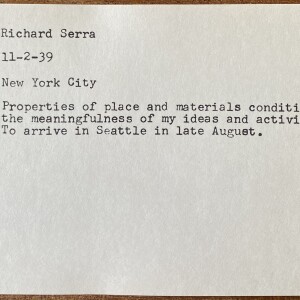 Richard Serra
11-2-39
New York City
Properties of place and materials conditi
the meaningfulness of my ideas and activi
To arrive in Seattle in late August.